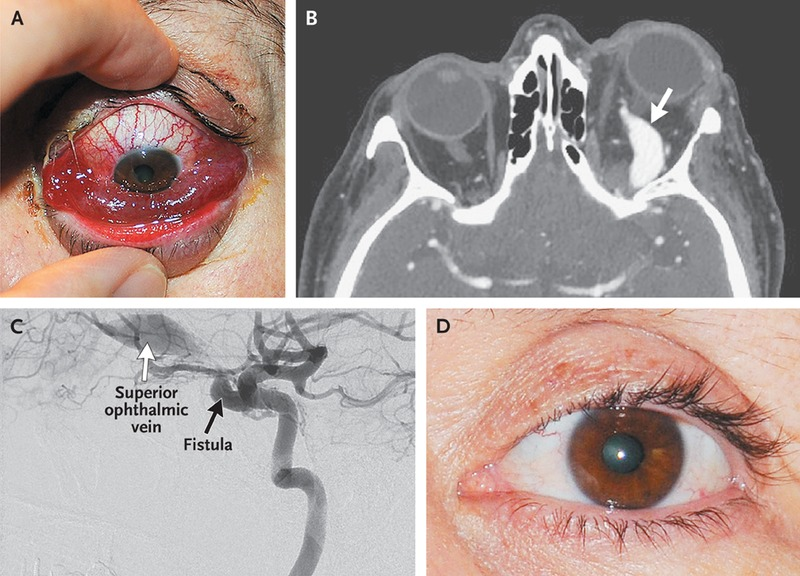 A
B
C
Superior
ophthalmic
vein
Fistula
D